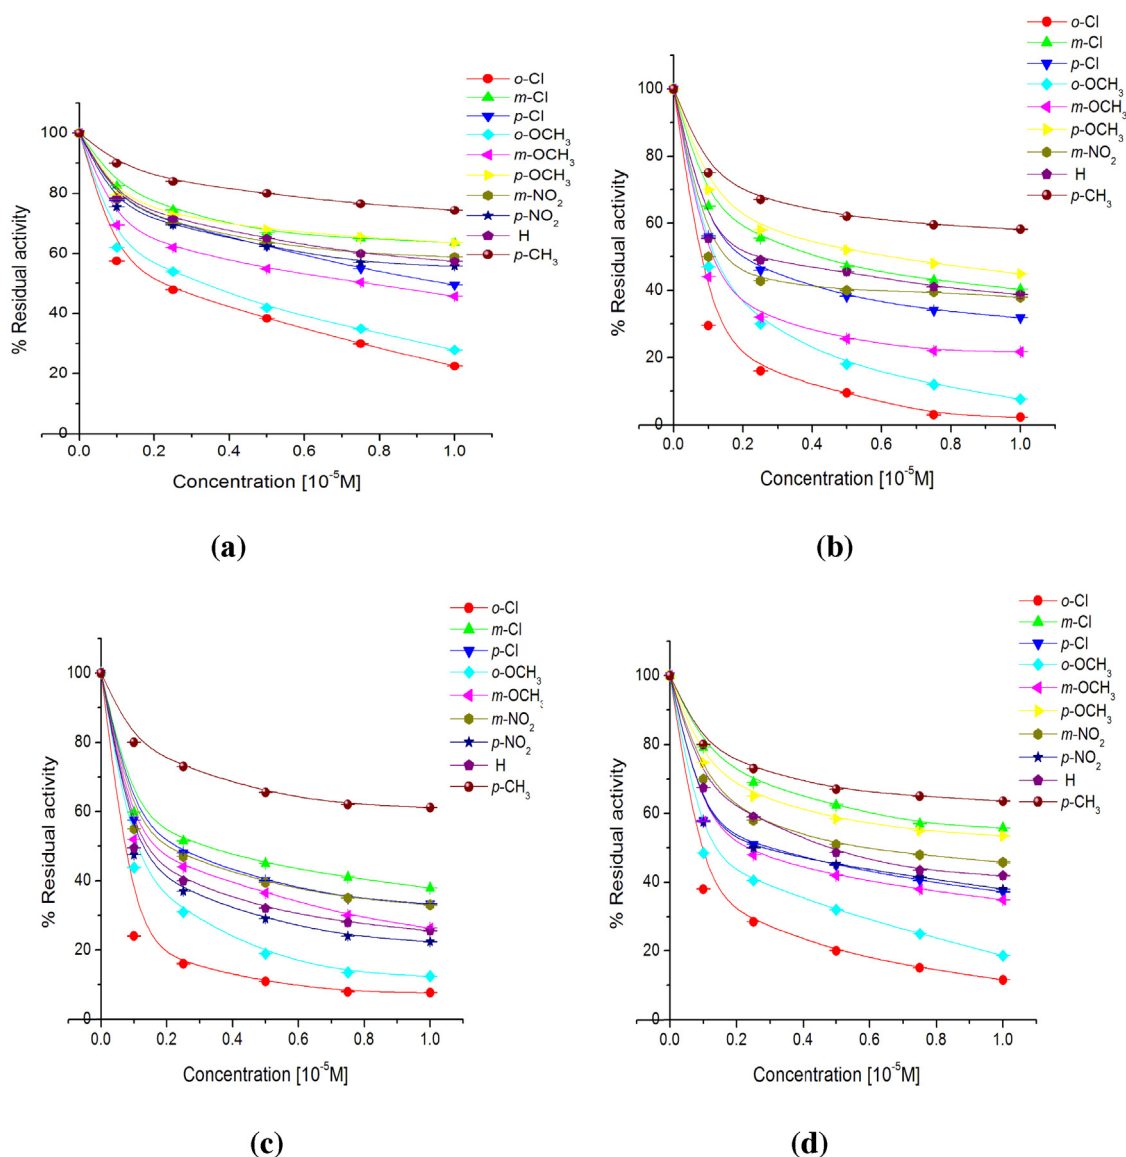 o-Cl
m-Cl
p-Cl
o-OCH3
m-OCH3
p-OCH3
m-NO2
p-NO2
H
p-CH3
100
80
60
40
20
0
% Residual activity
0.0 0.2 0.4 0.6 0.8 1.0
Concentration [10-5M]
(a)
o-Cl
m-Cl
p-Cl
o-OCH3
m-OCH3
p-OCH3
m-NO2
H
p-CH3
100
80
60
40
20
0
% Residual activity
0.0 0.2 0.4 0.6 0.8 1.0
Concentration [10-5M]
(b)
o-Cl
m-Cl
p-Cl
o-OCH3
m-OCH3
m-NO2
p-NO2
H
p-CH3
100
80
60
40
20
0
% Residual activity
0.0 0.2 0.4 0.6 0.8 1.0
Concentration [10-5M]
(c)
o-Cl
m-Cl
p-Cl
o-OCH3
m-OCH3
p-OCH3
m-NO2
p-NO2
H
p-CH3
100
80
60
40
20
0
% Residual activity
0.0 0.2 0.4 0.6 0.8 1.0
Concentration [10-5M]
(d)